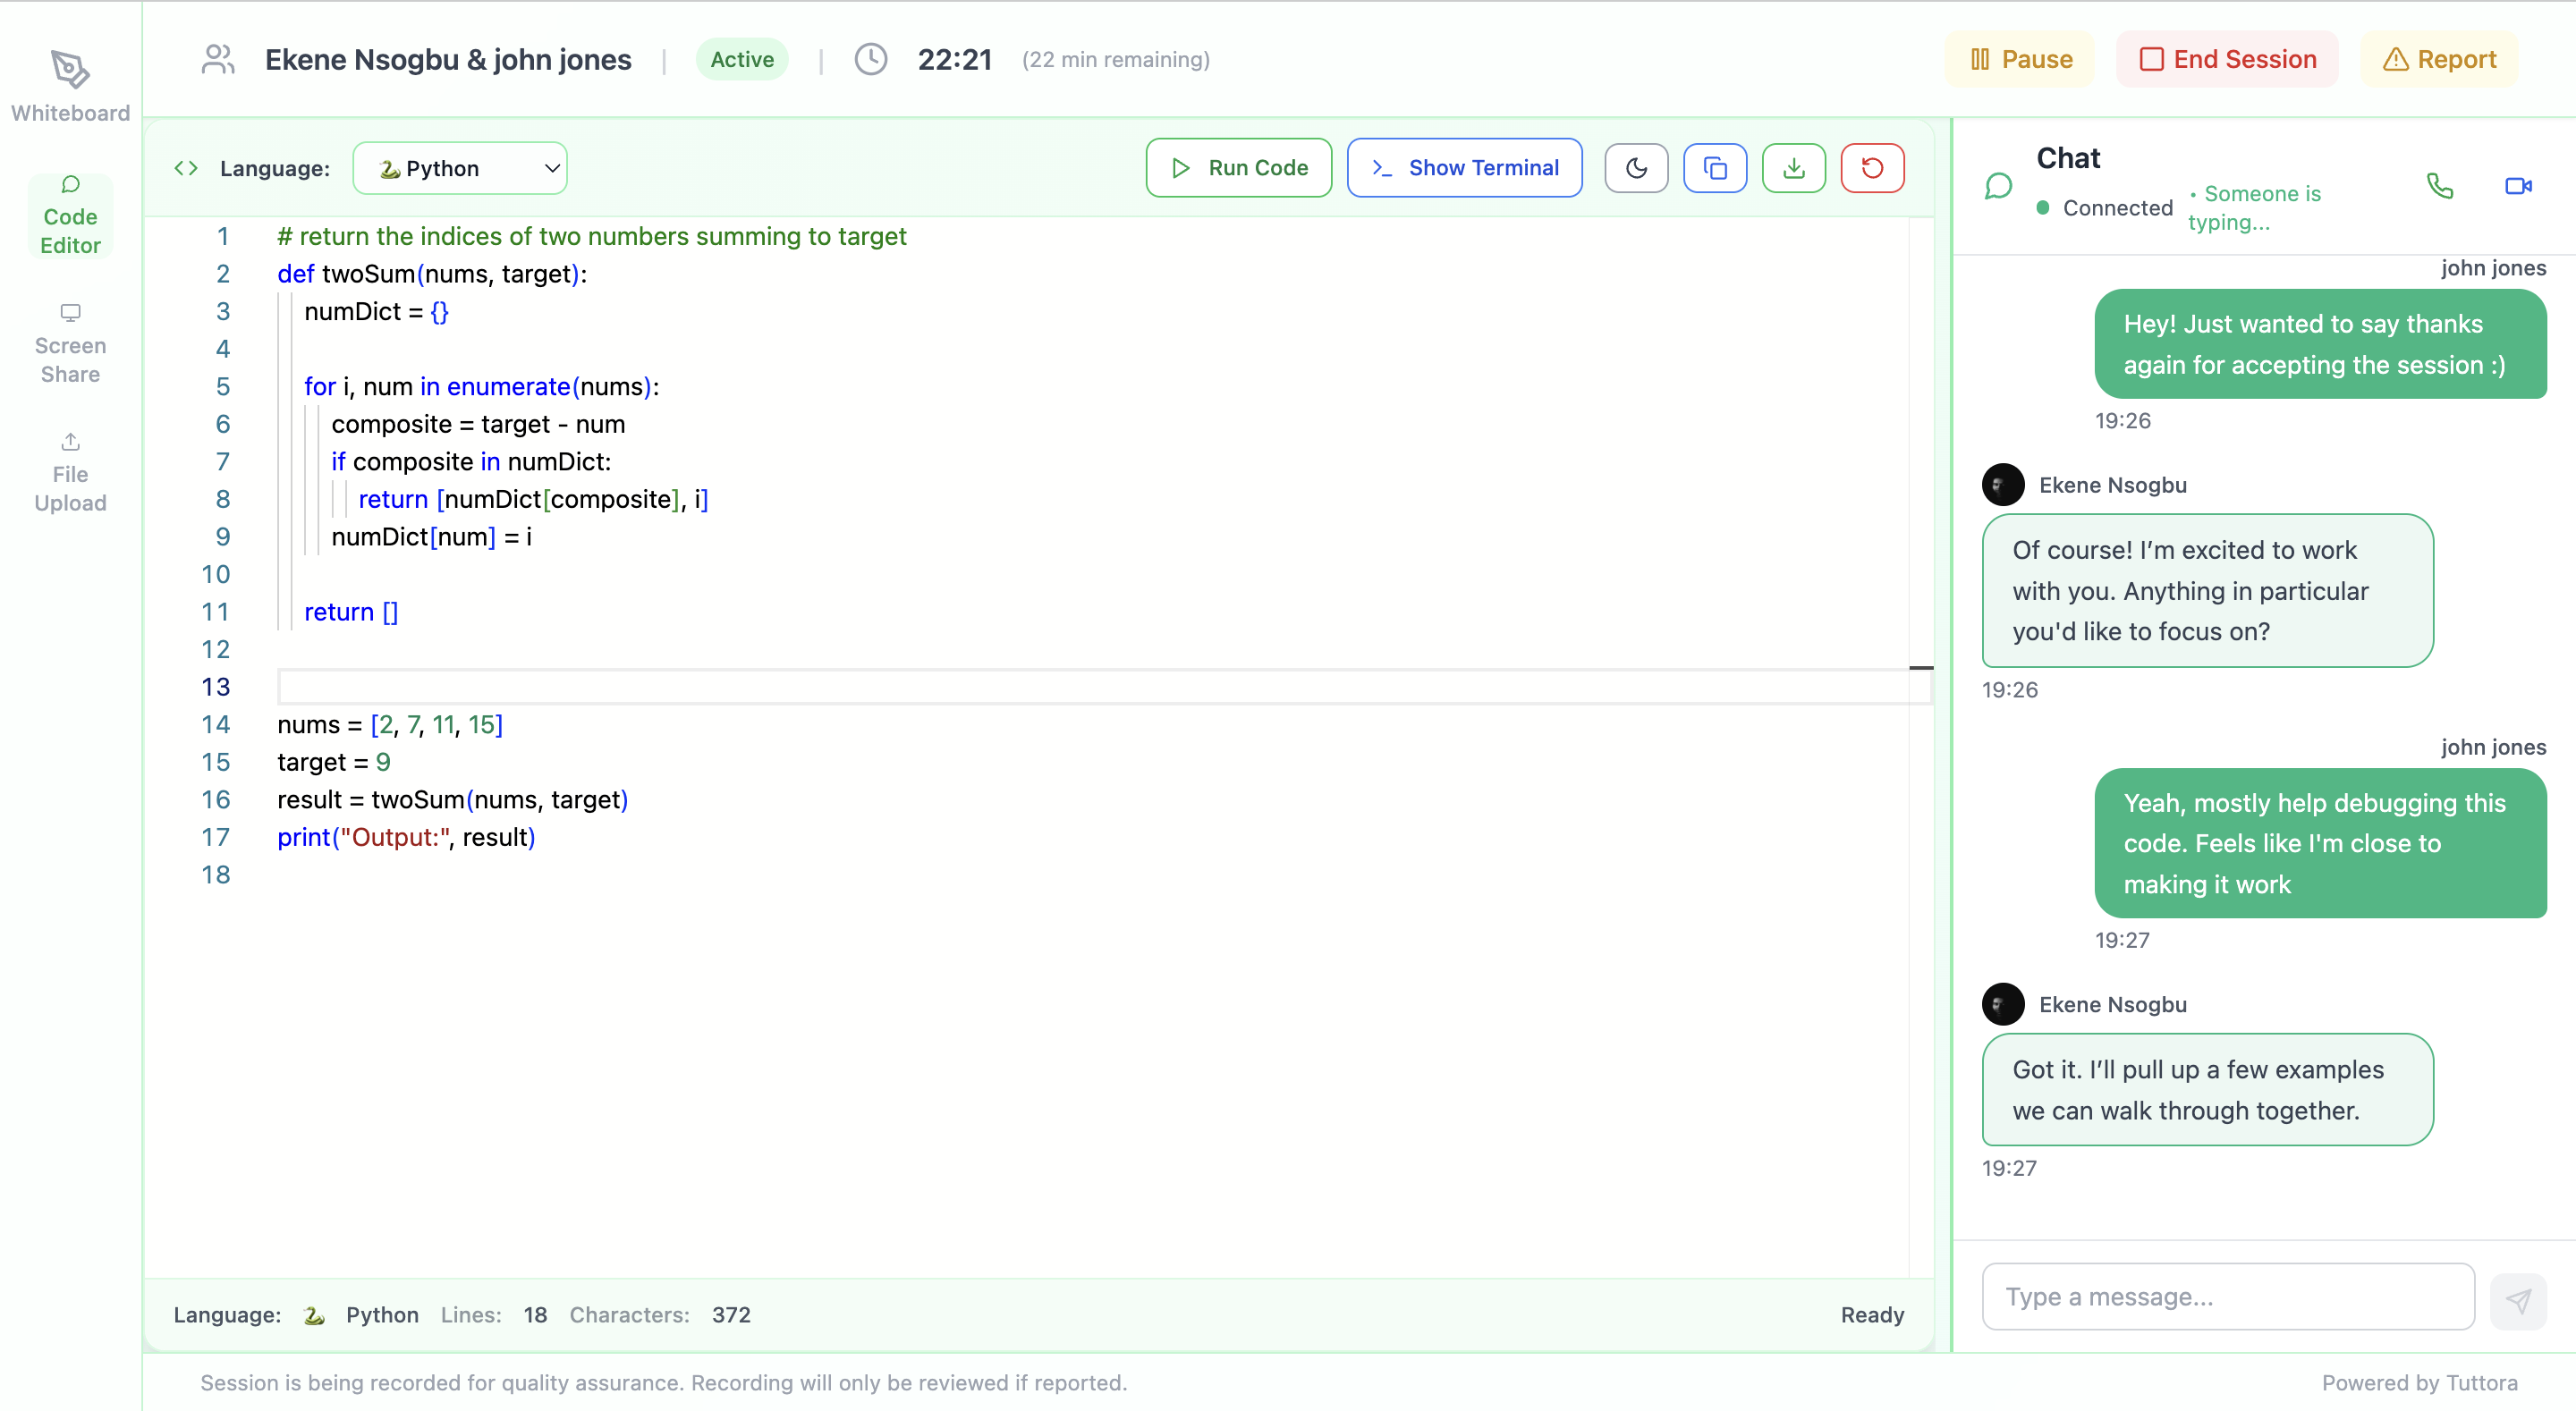 Whiteboard
Code
Editor
Screen
Share
File
Upload
Ekene Nsogbu & john jones | Active | 22:21 (22 min remaining)
Pause
End Session
Report
Language: Python
Run Code
Show Terminal
1 # return the indices of two numbers summing to target
2 def twoSum(nums, target):
3 numDict = {}
4
5 for i, num in enumerate(nums):
6 composite = target - num
7 if composite in numDict:
8 return [numDict[composite], i]
9 numDict[num] = i
10
11 return []
12
13
14 nums = [2, 7, 11, 15]
15 target = 9
16 result = twoSum(nums, target)
17 print("Output:", result)
18
Language: Python Lines: 18 Characters: 372
Ready
Chat
Connected
• Someone is
typing...
john jones
Hey! Just wanted to say thanks
again for accepting the session :)
19:26
Ekene Nsogbu
Of course! I’m excited to work
with you. Anything in particular
you'd like to focus on?
19:26
john jones
Yeah, mostly help debugging this
code. Feels like I'm close to
making it work
19:27
Ekene Nsogbu
Got it. I’ll pull up a few examples
we can walk through together.
19:27
Type a message...
Session is being recorded for quality assurance. Recording will only be reviewed if reported.
Powered by Tuttora